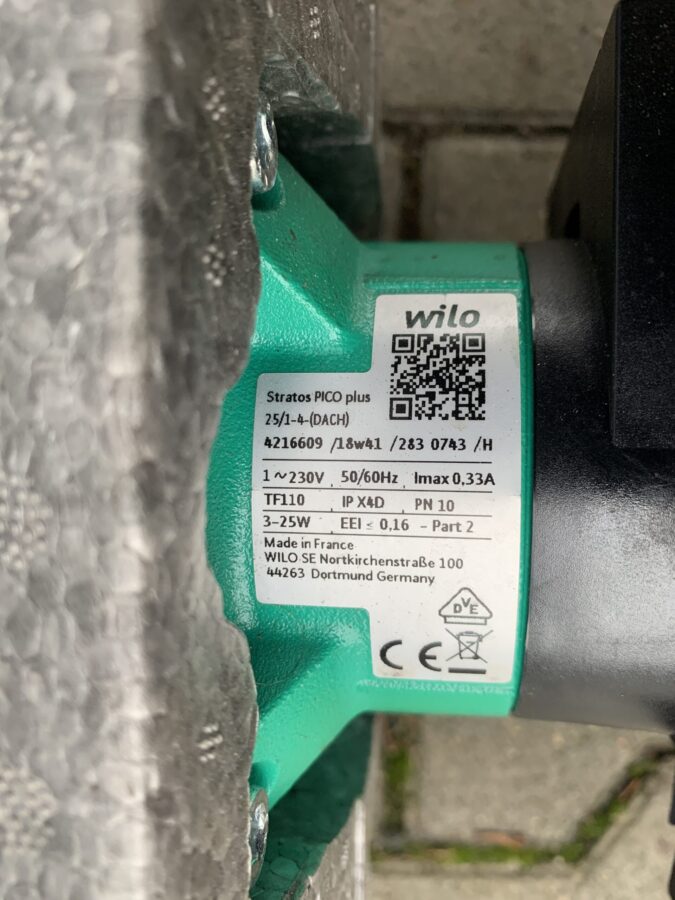 wilo
Stratos PICO plus
25/1-4-(DACH)
4216609 /18w41 /283 0743 /H
1~230V 50/60Hz Imax 0,33A
TF110 IP X4D PN 10
3-25W EEI ≤ 0,16 - Part 2
Made in France
WILO SE Nortkirchenstraße 100
44263 Dortmund Germany
DVE
CE